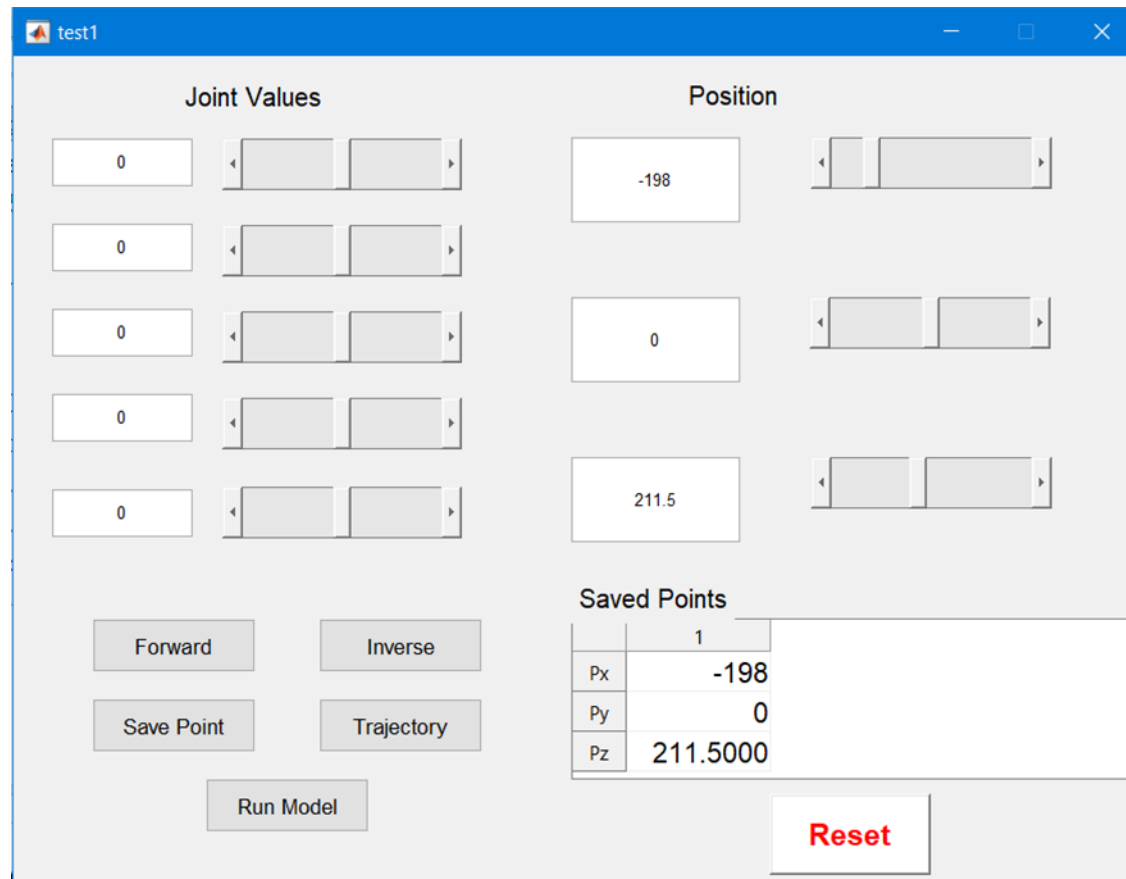 test1
Joint Values
Position
0
-198
0
0
0
0
211.5
0
Saved Points
1
Forward
Inverse
Px -198
Py 0
Save Point
Trajectory
Pz 211.5000
Run Model
Reset